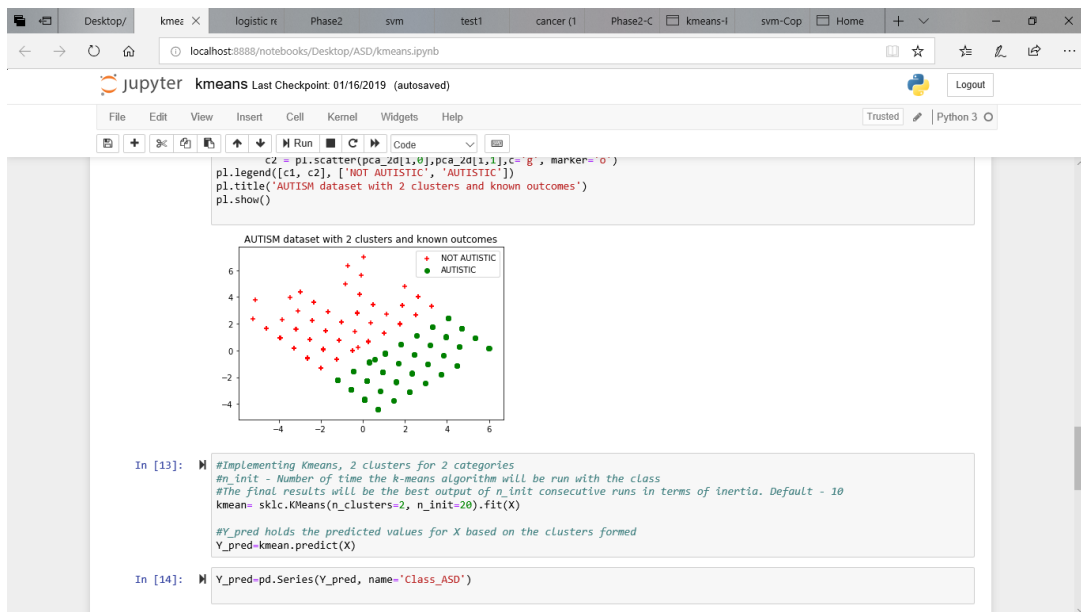 Desktop/ kmea logistic re Phase2 svm test1 cancer (1 Phase2-C kmeans-I svm-Cop Home
localhost:8888/notebooks/Desktop/ASD/kmeans.ipynb
jupyter kmeans Last Checkpoint: 01/16/2019 (autosaved)
Logout
File Edit View Insert Cell Kernel Widgets Help
Trusted Python 3
Run Code
c2 = pl.scatter(pca_2d[i,0],pca_2d[i,1],c='g', marker='o')
pl.legend([c1, c2], ['NOT AUTISTIC', 'AUTISTIC'])
pl.title('AUTISM dataset with 2 clusters and known outcomes')
pl.show()
AUTISM dataset with 2 clusters and known outcomes
NOT AUTISTIC
AUTISTIC
6
4
2
0
−2
−4
−4 −2 0 2 4 6
In [13]:
#Implementing Kmeans, 2 clusters for 2 categories
#n_init - Number of time the k-means algorithm will be run with the class
#The final results will be the best output of n_init consecutive runs in terms of inertia. Default - 10
kmean= sklc.KMeans(n_clusters=2, n_init=20).fit(X)
#Y_pred holds the predicted values for X based on the clusters formed
Y_pred=kmean.predict(X)
In [14]:
Y_pred=pd.Series(Y_pred, name='Class_ASD')